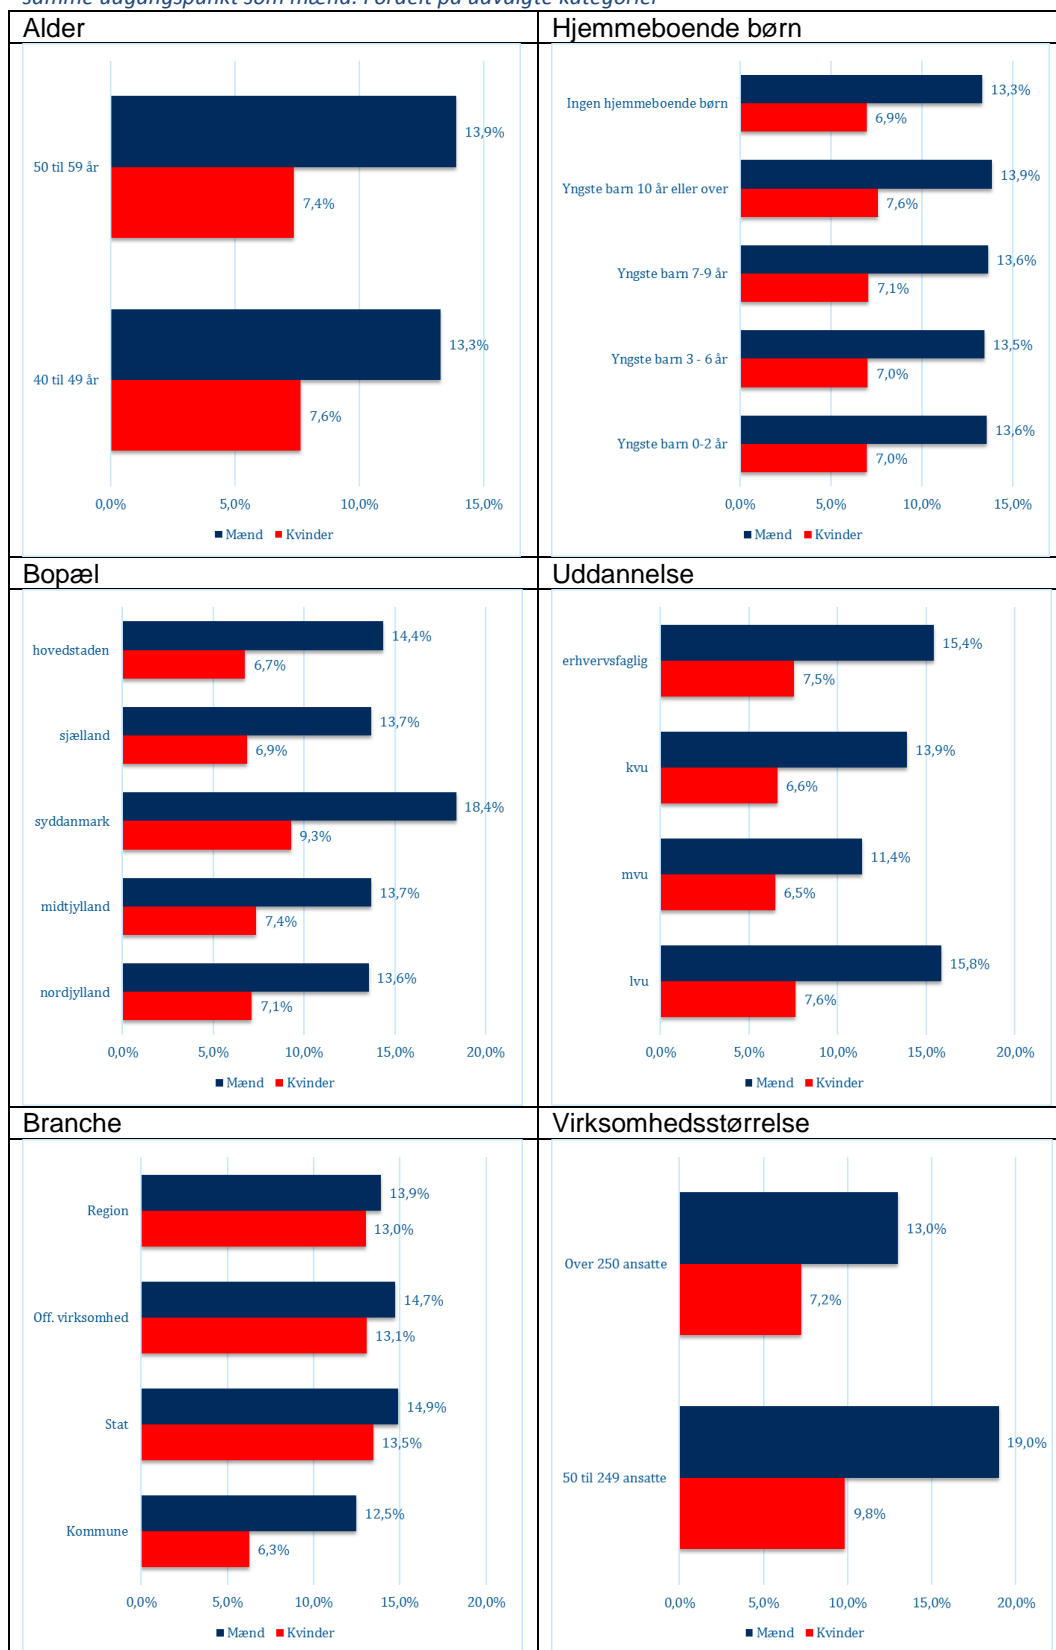 samme udgangspunkt som mænd. Fordelt på udvalgte kategorier
Alder
50 til 59 år
13,9%
7,4%
40 til 49 år
13,3%
7,6%
0,0% 5,0% 10,0% 15,0%
Mænd Kvinder
Hjemmeboende børn
Ingen hjemmeboende børn
13,3%
6,9%
Yngste barn 10 år eller over
13,9%
7,6%
Yngste barn 7-9 år
13,6%
7,1%
Yngste barn 3 - 6 år
13,5%
7,0%
Yngste barn 0-2 år
13,6%
7,0%
0,0% 5,0% 10,0% 15,0%
Mænd Kvinder
Bopæl
hovedstaden
14,4%
6,7%
sjælland
13,7%
6,9%
syddanmark
18,4%
9,3%
midtjylland
13,7%
7,4%
nordjylland
13,6%
7,1%
0,0% 5,0% 10,0% 15,0% 20,0%
Mænd Kvinder
Uddannelse
erhvervsfaglig
15,4%
7,5%
kvu
13,9%
6,6%
mvu
11,4%
6,5%
lvu
15,8%
7,6%
0,0% 5,0% 10,0% 15,0% 20,0%
Mænd Kvinder
Branche
Region
13,9%
13,0%
Off. virksomhed
14,7%
13,1%
Stat
14,9%
13,5%
Kommune
12,5%
6,3%
0,0% 5,0% 10,0% 15,0% 20,0%
Mænd Kvinder
Virksomhedsstørrelse
Over 250 ansatte
13,0%
7,2%
50 til 249 ansatte
19,0%
9,8%
0,0% 5,0% 10,0% 15,0% 20,0%
Mænd Kvinder